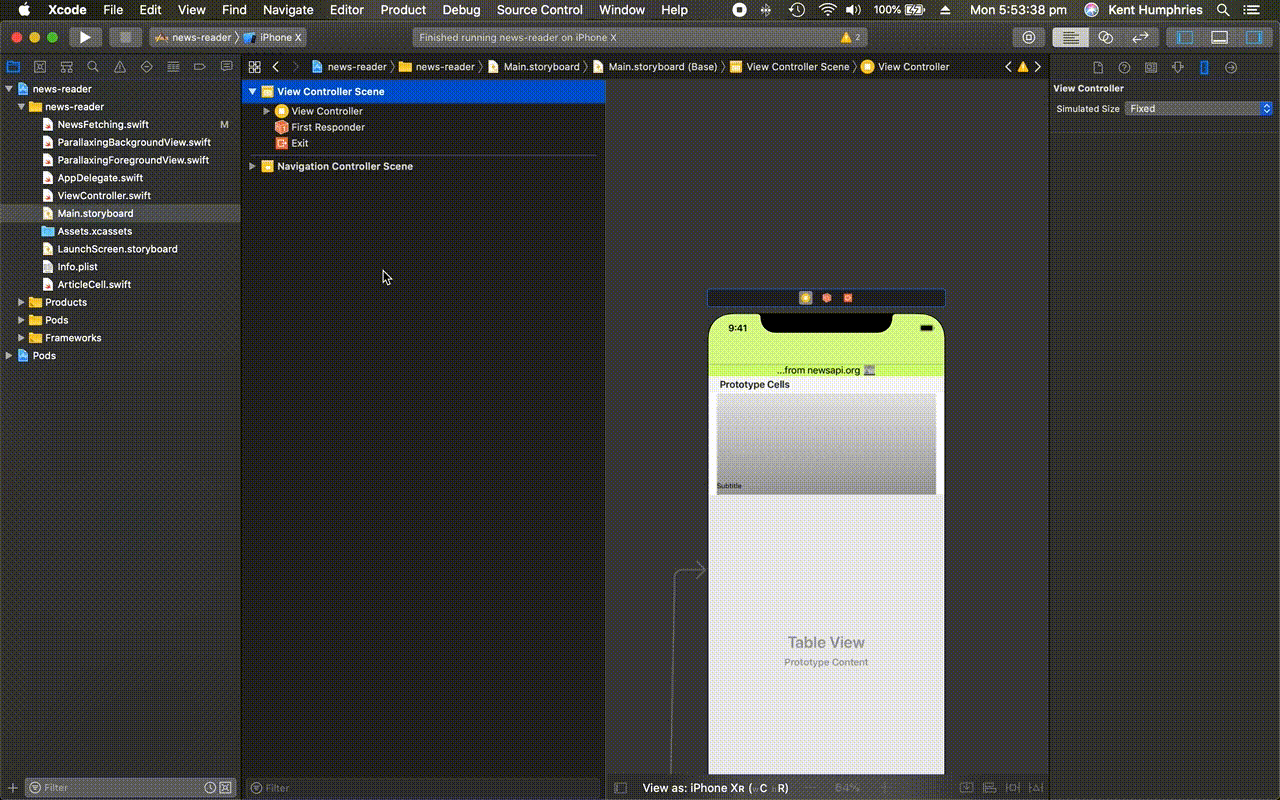 Xcode File Edit View Find Navigate Editor Product Debug Source Control Window Help 100% Mon 5:53:38 pm Kent Humphries
news-reader iPhone X Finished running news-reader on iPhone X 2
news-reader news-reader Main.storyboard Main.storyboard (Base) View Controller Scene View Controller
news-reader
news-reader
NewsFetching.swift M
ParallaxingBackgroundView.swift
ParallaxingForegroundView.swift
AppDelegate.swift
ViewController.swift
Main.storyboard
Assets.xcassets
LaunchScreen.storyboard
Info.plist
ArticleCell.swift
Products
Pods
Frameworks
Pods
Filter
View Controller Scene
View Controller
First Responder
Exit
Navigation Controller Scene
Filter
9:41
...from newsapi.org
Prototype Cells
Subtitle
Table View
Prototype Content
View as: iPhone XR (wC hR) 64%
View Controller
Simulated Size Fixed